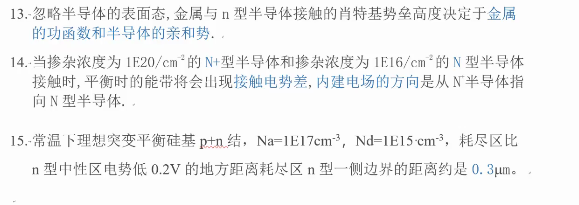 13.忽略半导体的表面态,金属与 n 型半导体接触的肖特基势垒高度决定于金属
的功函数和半导体的亲和势.
14.当掺杂浓度为 1E20/cm⁻²的 N+型半导体和掺杂浓度为 1E16/cm⁻²的 N 型半导体
接触时,平衡时的能带将会出现接触电势差,内建电场的方向是从 N⁺半导体指
向 N 型半导体.
15.常温下理想突变平衡硅基 p+n 结，Na=1E17cm⁻³，Nd=1E15·cm⁻³，耗尽区比
n 型中性区电势低 0.2V 的地方距离耗尽区 n 型一侧边界的距离约是 0.3μm。